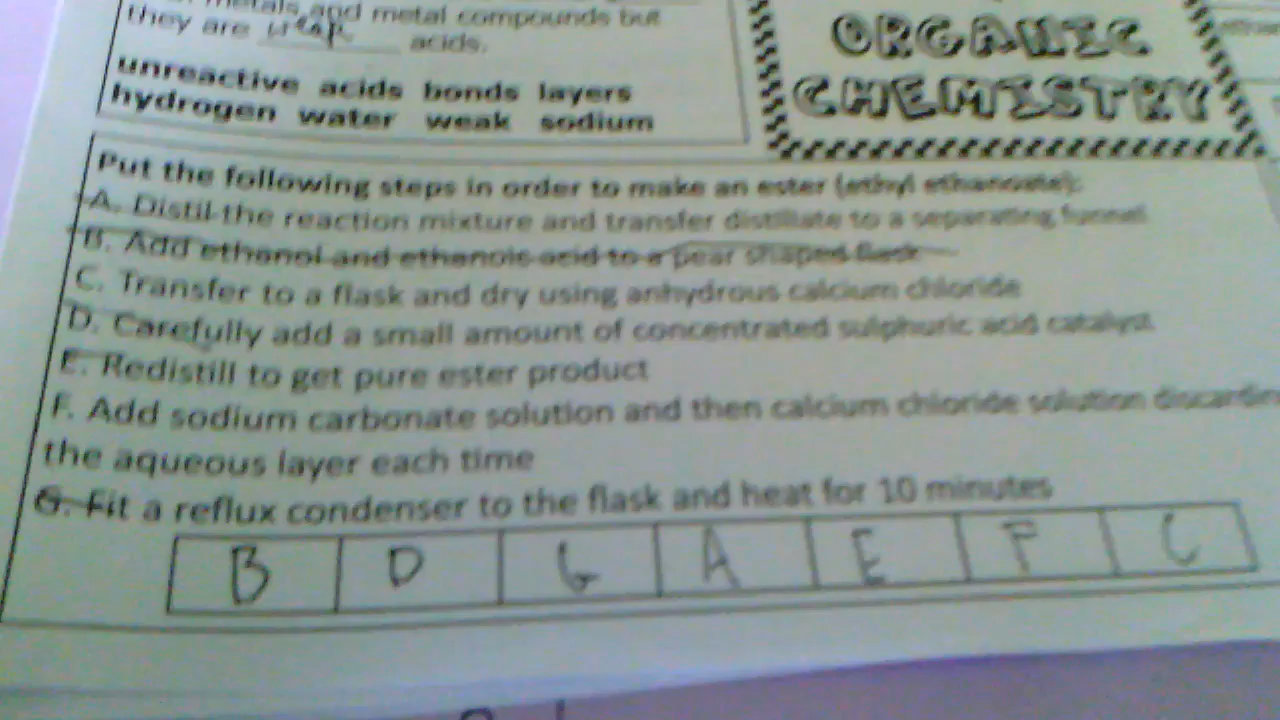 metals and metal compounds but
they are weak acids.
unreactive acids bonds layers
hydrogen water weak sodium
ORGANIC
CHEMISTRY
Put the following steps in order to make an ester (ethyl ethanoate):
A. Distil the reaction mixture and transfer distillate to a separating funnel
B. Add ethanol and ethanoic acid to a pear shaped flask
C. Transfer to a flask and dry using anhydrous calcium chloride
D. Carefully add a small amount of concentrated sulphuric acid catalyst
E. Redistill to get pure ester product
F. Add sodium carbonate solution and then calcium chloride solution discardin
the aqueous layer each time
G. Fit a reflux condenser to the flask and heat for 10 minutes
B D G A E F C